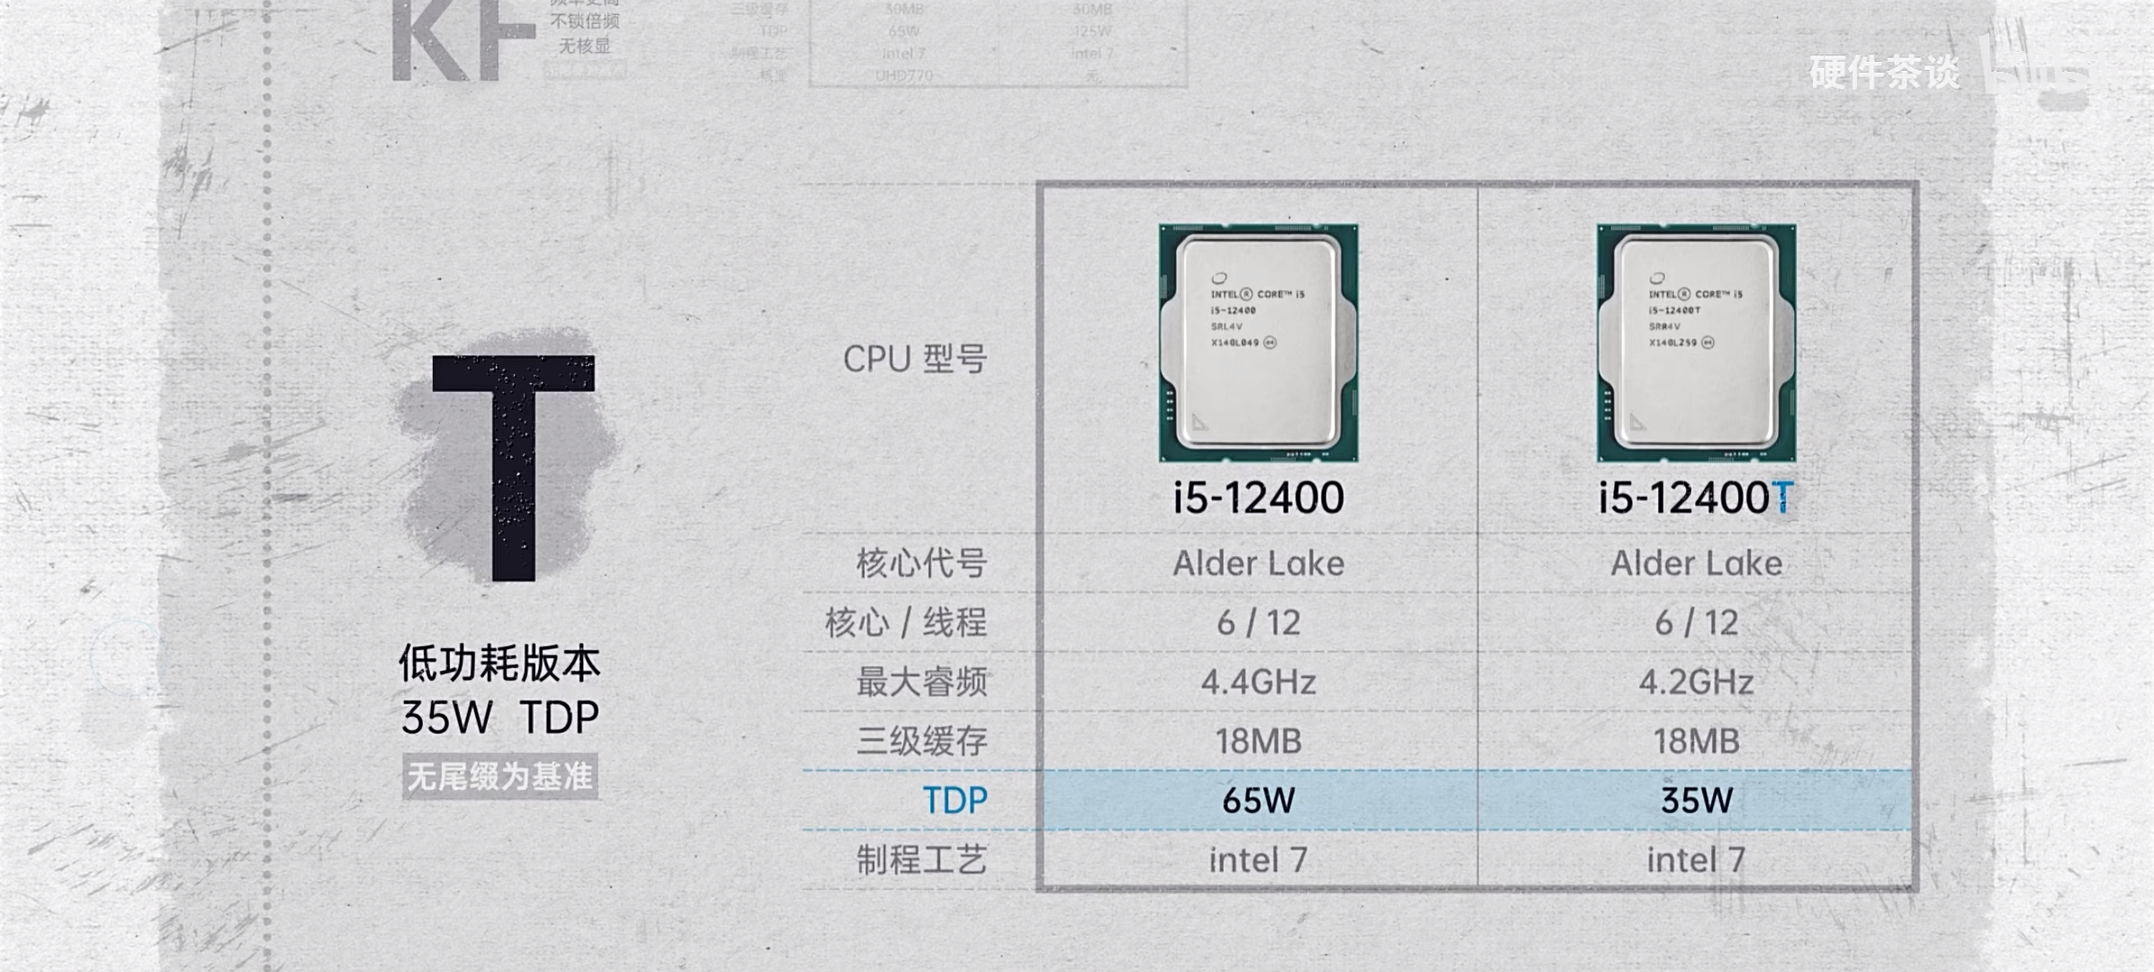 KF
不锁倍频
无核显
三级缓存 30MB 30MB
TDP 65W 125W
制程工艺 intel 7 intel 7
核显 UHD770 无
硬件茶谈
bilibili
INTEL® CORE™ i5
i5-12400
SRL4V
X140L049
INTEL® CORE™ i5
i5-12400T
SRR4V
X140L259
T
低功耗版本
35W TDP
无尾缀为基准
CPU 型号 i5-12400 i5-12400T
核心代号 Alder Lake Alder Lake
核心 / 线程 6 / 12 6 / 12
最大睿频 4.4GHz 4.2GHz
三级缓存 18MB 18MB
TDP 65W 35W
制程工艺 intel 7 intel 7